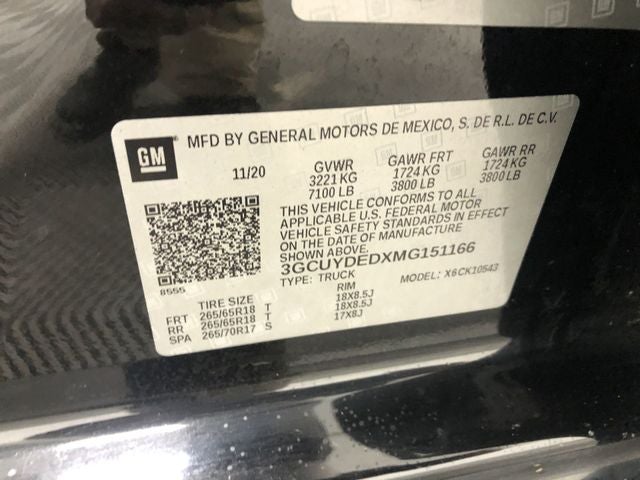 GM
MFD BY GENERAL MOTORS DE MEXICO, S. DE R.L. DE C.V.
11/20 GVWR GAWR FRT GAWR RR
3221 KG 1724 KG 1724 KG
7100 LB 3800 LB 3800 LB
THIS VEHICLE CONFORMS TO ALL
APPLICABLE U.S. FEDERAL MOTOR
VEHICLE SAFETY STANDARDS IN EFFECT
ON THE DATE OF MANUFACTURE
SHOWN ABOVE.
3GCUYDEDXMG151166
TYPE: TRUCK MODEL: X6CK10543
8555
TIRE SIZE RIM
FRT 265/65R18 T 18X8.5J
RR 265/65R18 T 18X8.5J
SPA 265/70R17 S 17X8J